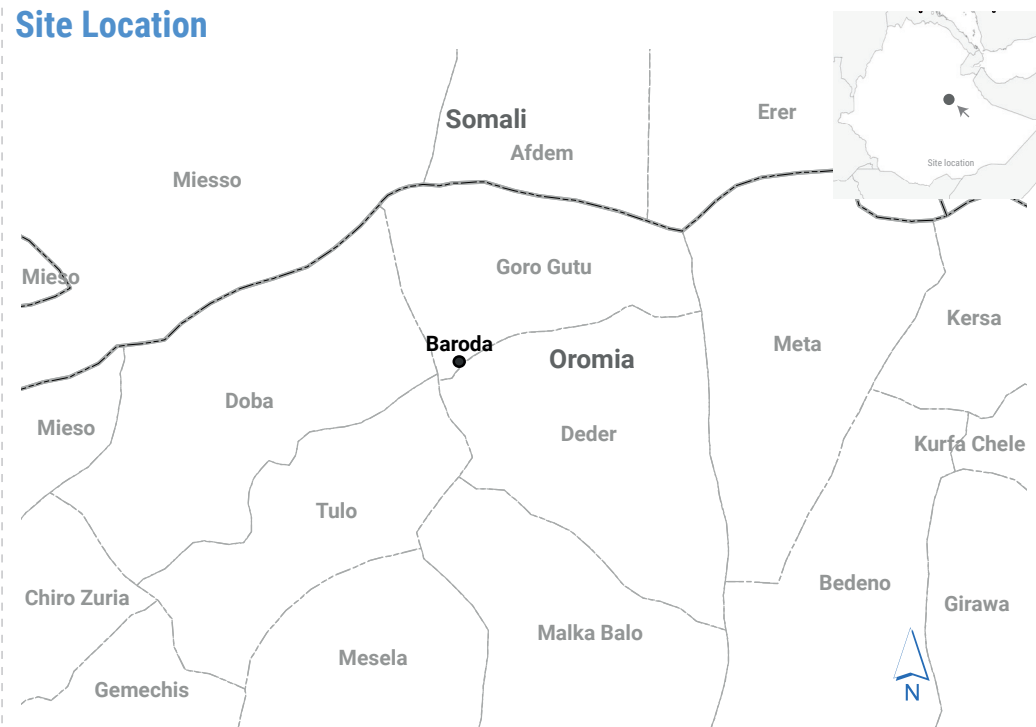 Site Location
Somali
Erer
Afdem
Site location
Miesso
Goro Gutu
Mieso
Kersa
Baroda
Meta
Oromia
Doba
Mieso
Deder
Kurfa Chele
Tulo
Bedeno
Chiro Zuria
Girawa
Malka Balo
Mesela
Gemechis
N